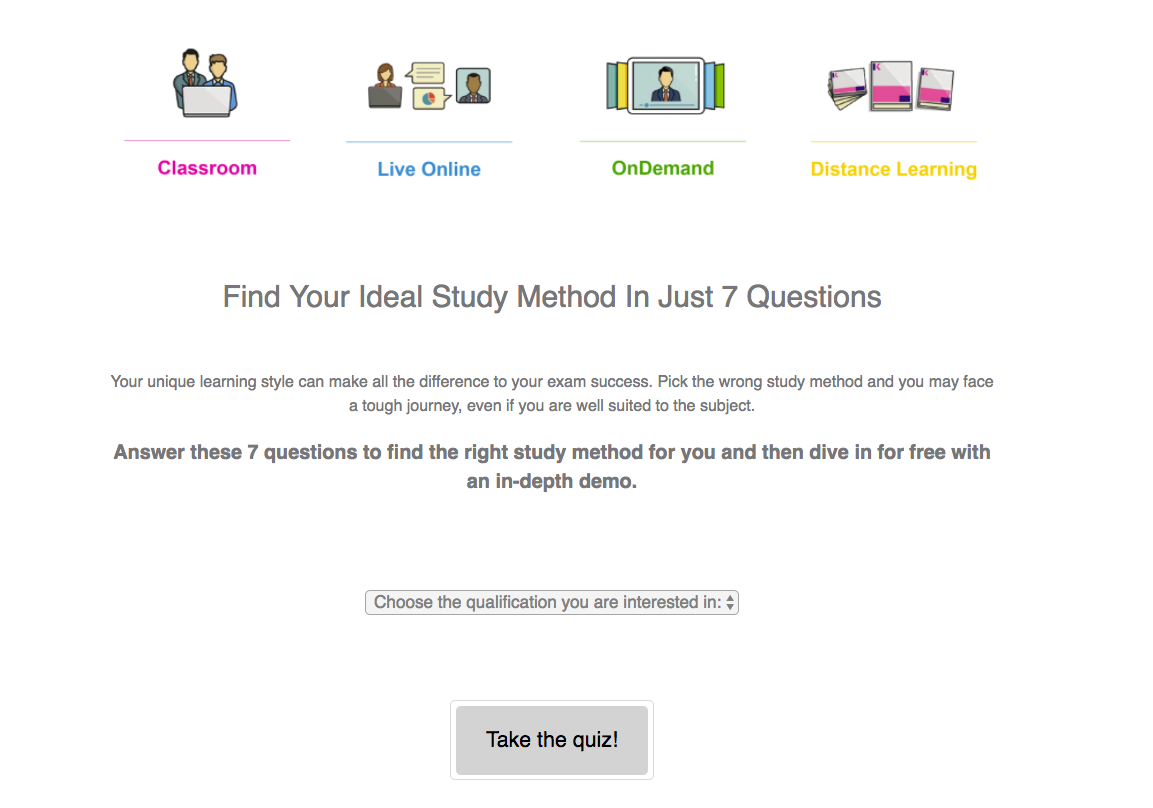 Classroom
Live Online
OnDemand
Distance Learning
Find Your Ideal Study Method In Just 7 Questions
Your unique learning style can make all the difference to your exam success. Pick the wrong study method and you may face
a tough journey, even if you are well suited to the subject.
Answer these 7 questions to find the right study method for you and then dive in for free with
an in-depth demo.
Choose the qualification you are interested in:
Take the quiz!